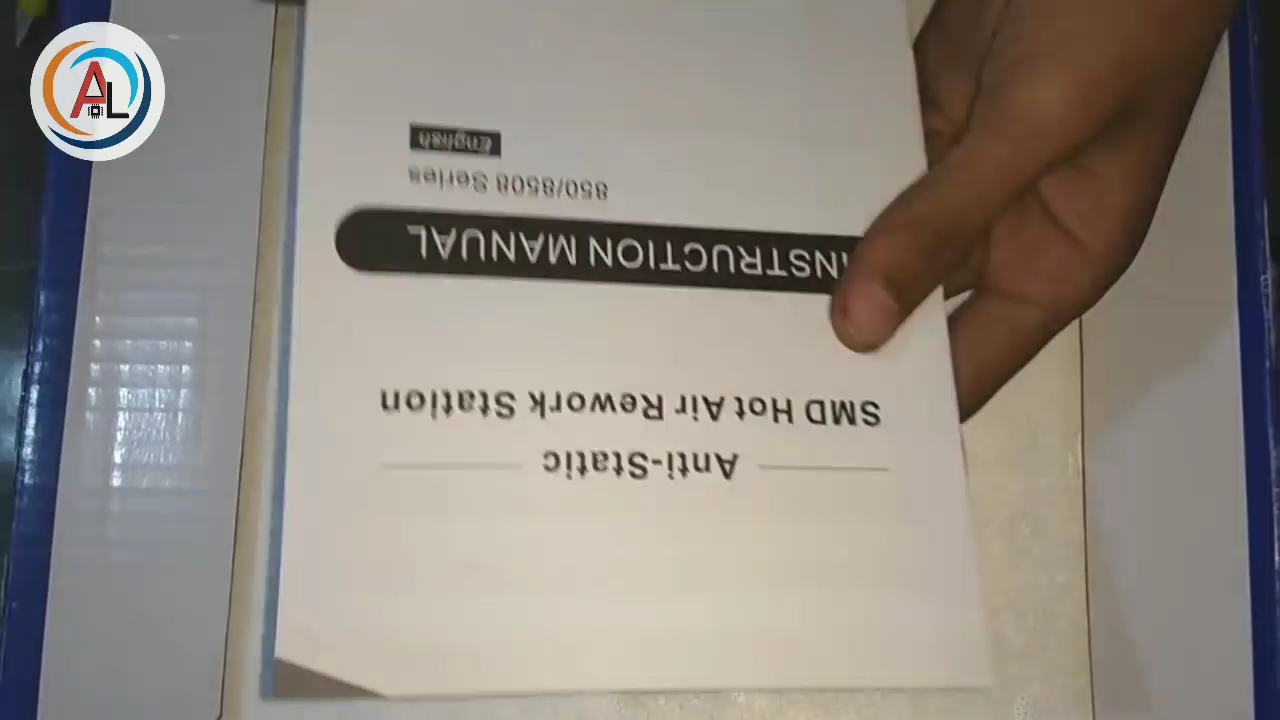 AL
Anti-Static
SMD Hot Air Rework Station
INSTRUCTION MANUAL
850/850B Series
English